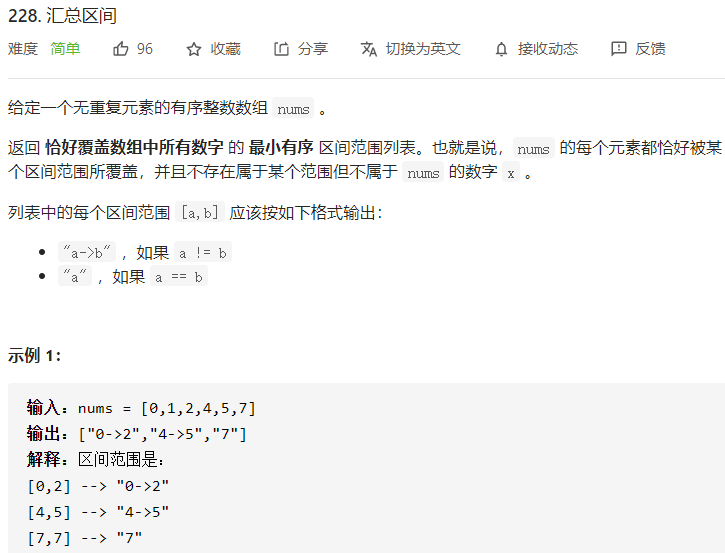 228. 汇总区间
难度 简单 96 收藏 分享 切换为英文 接收动态 反馈
给定一个无重复元素的有序整数数组 nums 。
返回 恰好覆盖数组中所有数字 的 最小有序 区间范围列表。也就是说，nums 的每个元素都恰好被某
个区间范围所覆盖，并且不存在属于某个范围但不属于 nums 的数字 x 。
列表中的每个区间范围 [a,b] 应该按如下格式输出：
"a->b" ，如果 a != b
"a" ，如果 a == b
示例 1：
输入：nums = [0,1,2,4,5,7]
输出：["0->2","4->5","7"]
解释：区间范围是：
[0,2] --> "0->2"
[4,5] --> "4->5"
[7,7] --> "7"